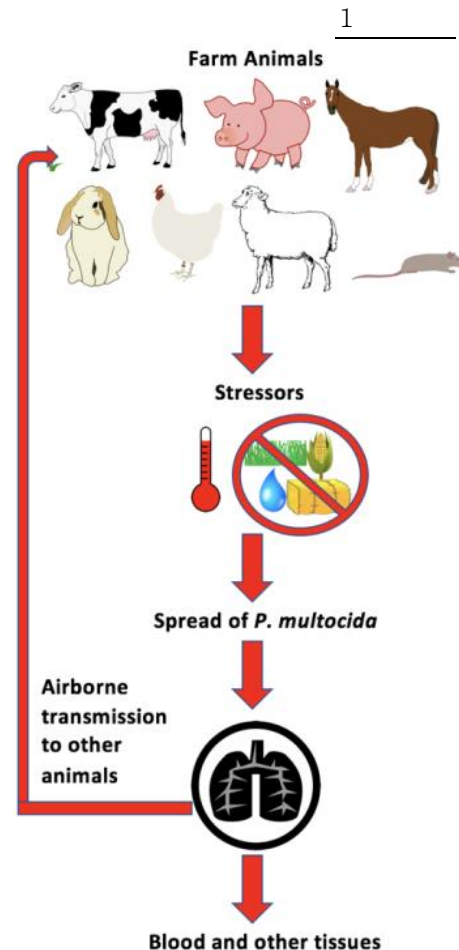 1
Farm Animals
Stressors
Spread of P. multocida
Airborne
transmission
to other
animals
Blood and other tissues